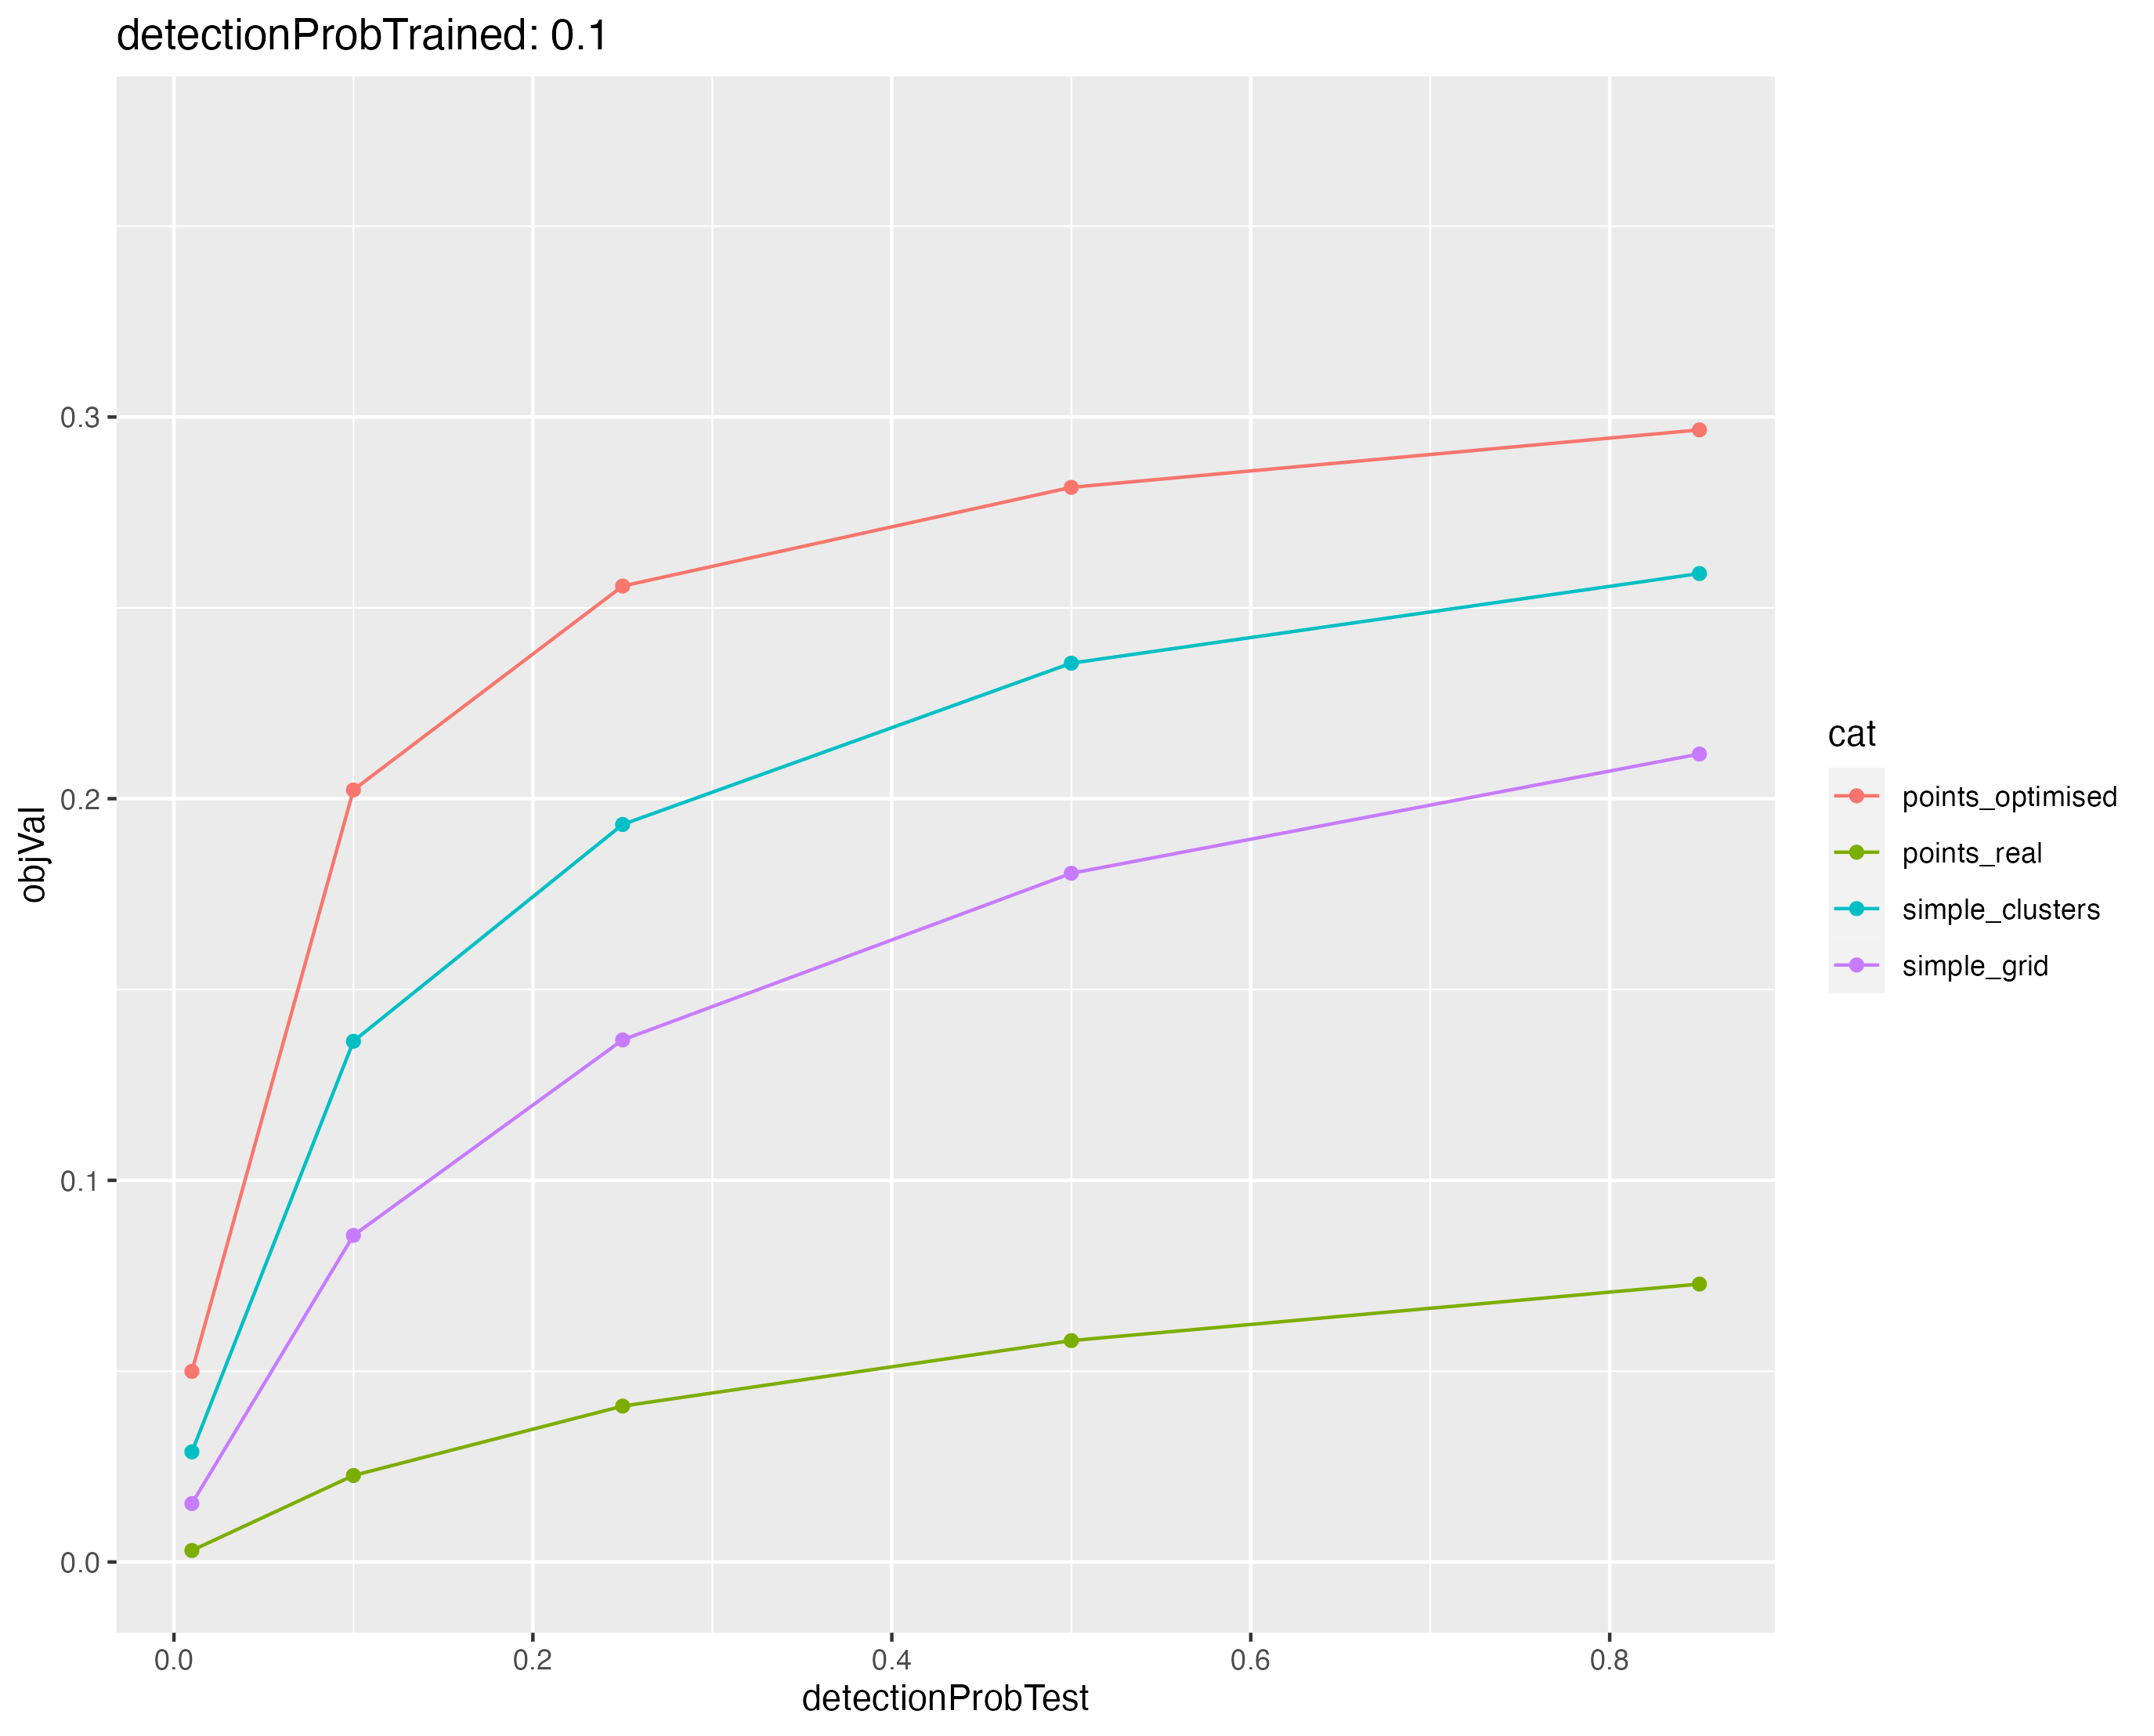 detectionProbTrained: 0.1
0.3
0.2
0.1
0.0
objVal
0.0 0.2 0.4 0.6 0.8
detectionProbTest
cat
points_optimised
points_real
simple_clusters
simple_grid